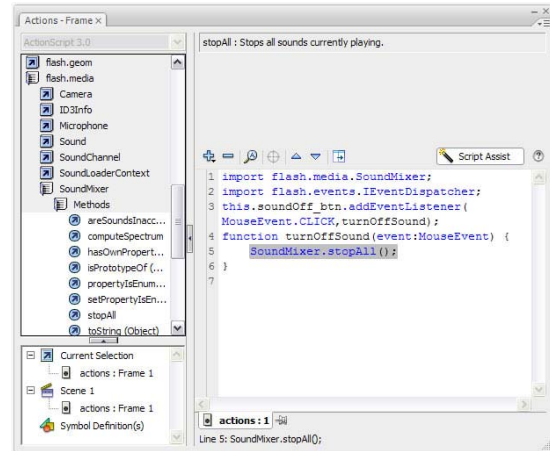 Actions - Frame ×
ActionScript 3.0
flash.geom
flash.media
Camera
ID3Info
Microphone
Sound
SoundChannel
SoundLoaderContext
SoundMixer
Methods
areSoundsInacc...
computeSpectrum
hasOwnPropert...
isPrototypeOf (...
propertyIsEnum...
setPropertyIsEn...
stopAll
toString (Object)
Current Selection
actions : Frame 1
Scene 1
actions : Frame 1
Symbol Definition(s)
stopAll : Stops all sounds currently playing.
Script Assist
1 import flash.media.SoundMixer;
2 import flash.events.IEventDispatcher;
3 this.soundOff_btn.addEventListener(
MouseEvent.CLICK,turnOffSound);
4 function turnOffSound(event:MouseEvent) {
5 SoundMixer.stopAll();
6 }
7
actions : 1
Line 5: SoundMixer.stopAll();